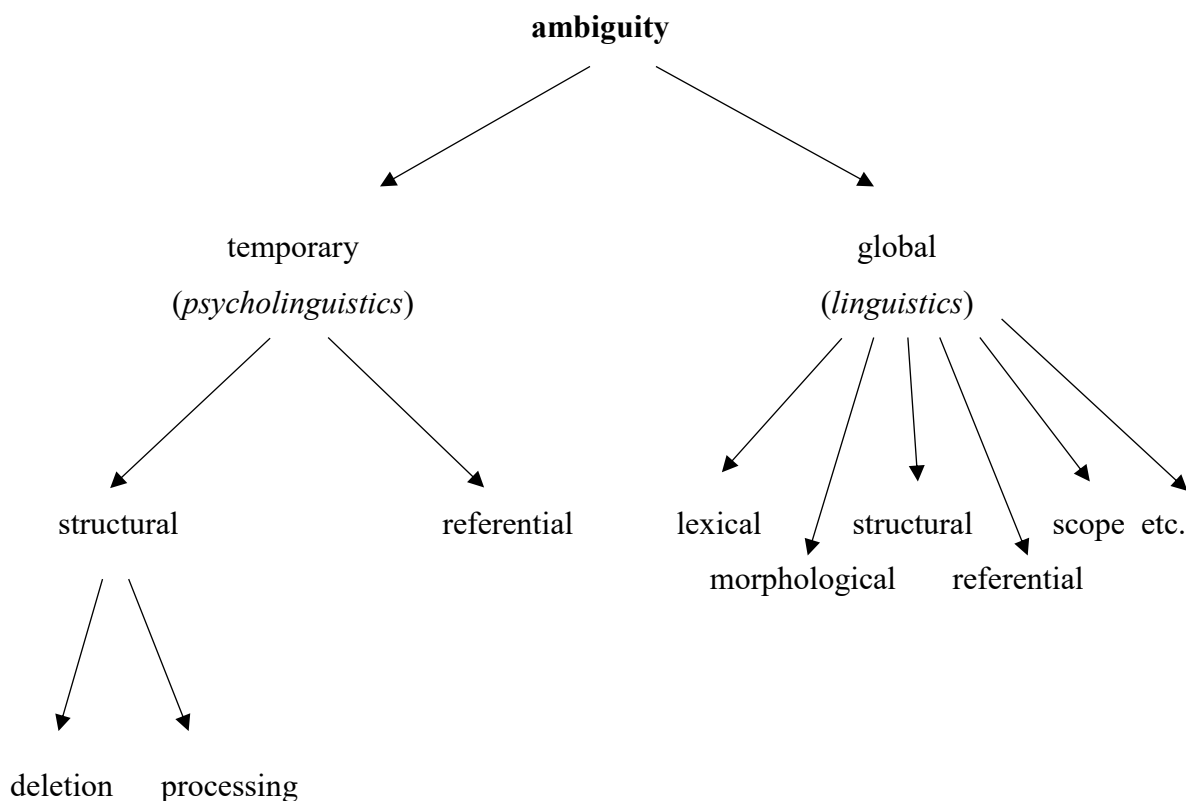 ambiguity
temporary global
(psycholinguistics) (linguistics)
structural referential lexical structural scope etc.
morphological referential
deletion processing